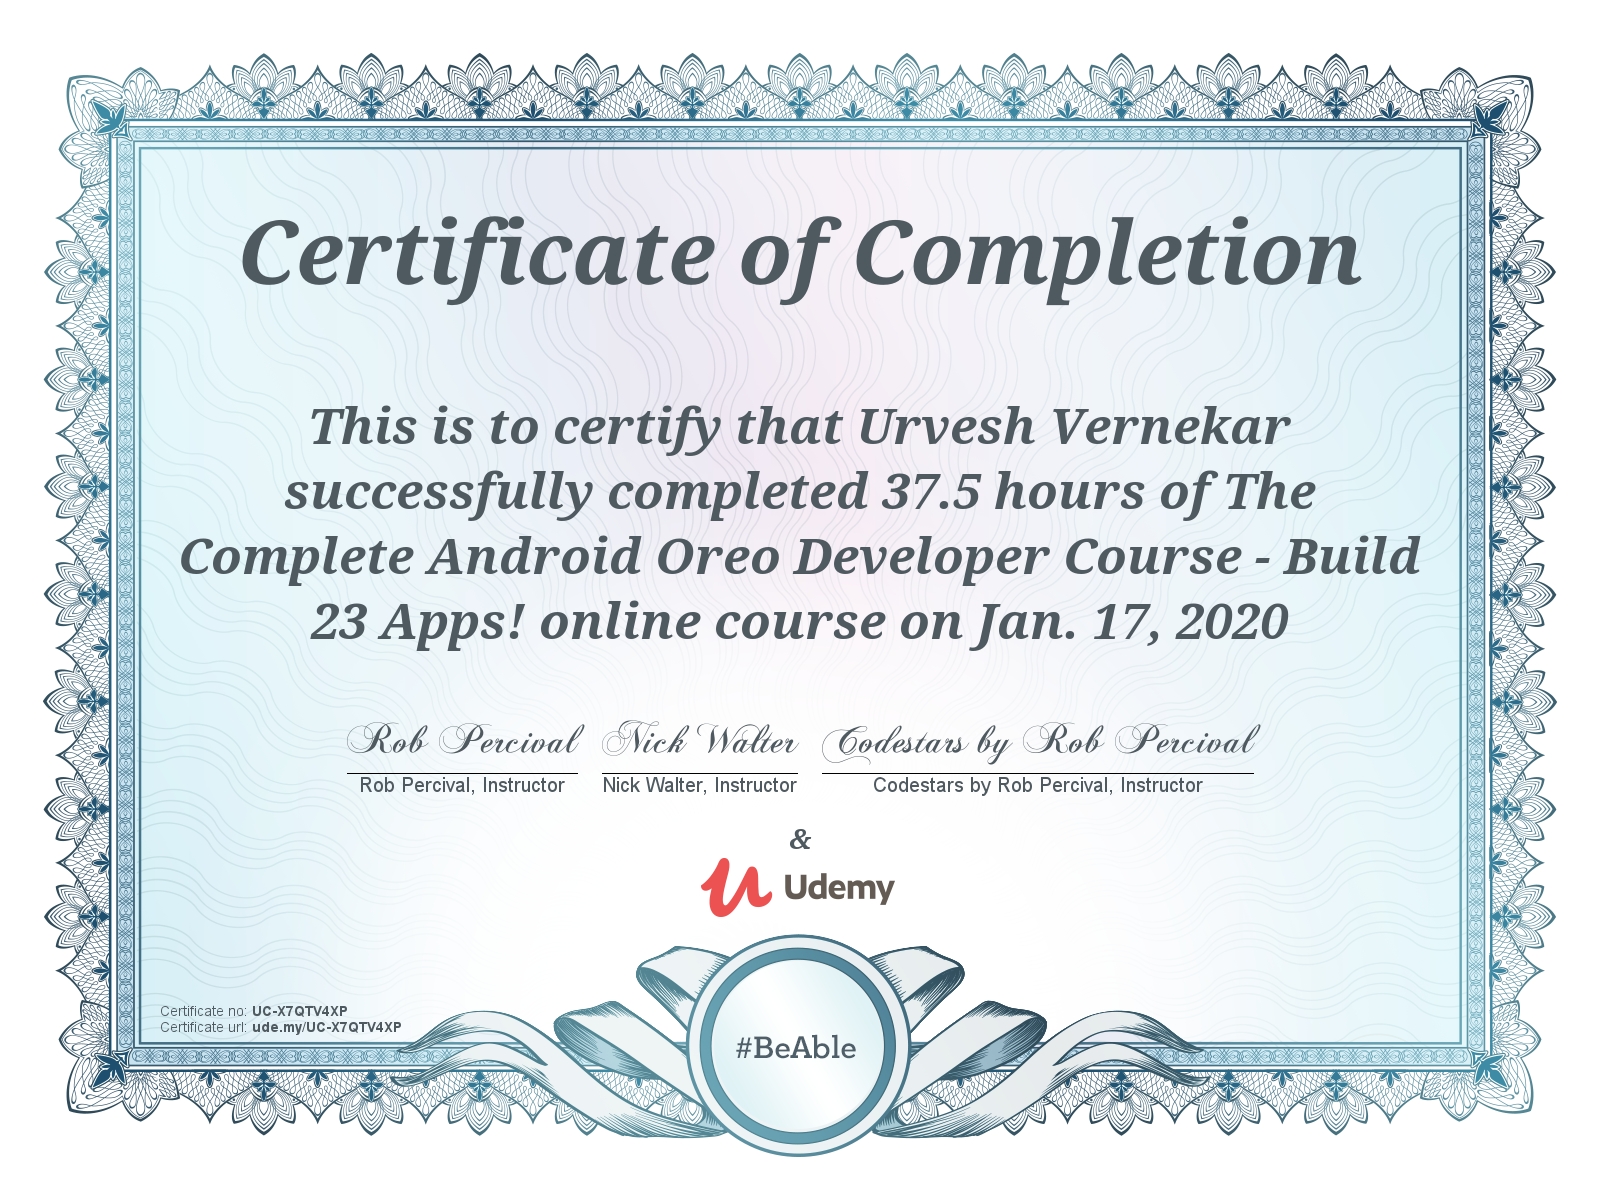 Certificate of Completion
This is to certify that Urvesh Vernekar
successfully completed 37.5 hours of The
Complete Android Oreo Developer Course - Build
23 Apps! online course on Jan. 17, 2020
Rob Percival Nick Walter Codestars by Rob Percival
Rob Percival, Instructor Nick Walter, Instructor Codestars by Rob Percival, Instructor
&
Udemy
Certificate no: UC-X7QTV4XP
Certificate url: ude.my/UC-X7QTV4XP
#BeAble